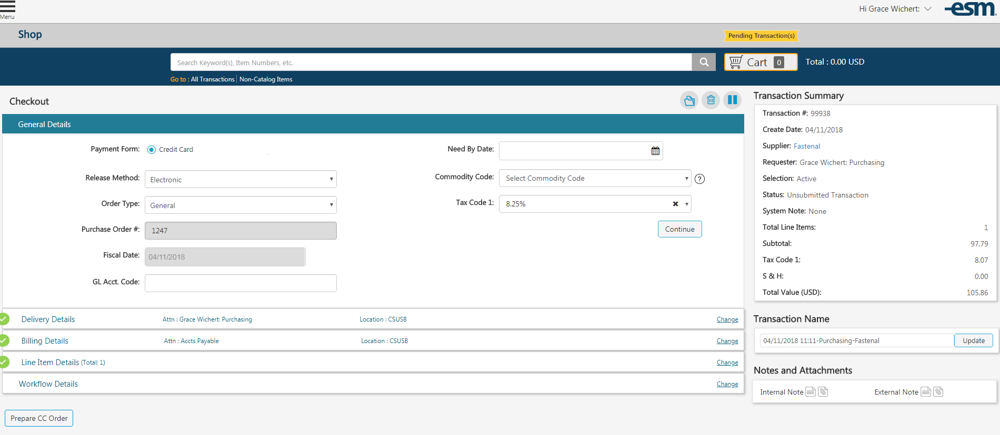 Menu
Hi Grace Wichert:
esm
Shop
Pending Transaction(s)
Search Keyword(s), Item Numbers, etc.
Cart 0
Total : 0.00 USD
Go to : All Transactions | Non-Catalog Items
Checkout
General Details
Payment Form: Credit Card
Release Method: Electronic
Order Type: General
Purchase Order #: 1247
Fiscal Date: 04/11/2018
GL Acct. Code:
Need By Date:
Commodity Code: Select Commodity Code ?
Tax Code 1: 8.25%
Continue
Delivery Details Attn : Grace Wichert: Purchasing Location : CSUSB Change
Billing Details Attn : Accts Payable Location : CSUSB Change
Line Item Details (Total: 1) Change
Workflow Details Change
Prepare CC Order
Transaction Summary
Transaction #: 99938
Create Date: 04/11/2018
Supplier: Fastenal
Requester: Grace Wichert: Purchasing
Selection: Active
Status: Unsubmitted Transaction
System Note: None
Total Line Items: 1
Subtotal: 97.79
Tax Code 1: 8.07
S & H: 0.00
Total Value (USD): 105.86
Transaction Name
04/11/2018 11:11-Purchasing-Fastenal Update
Notes and Attachments
Internal Note External Note